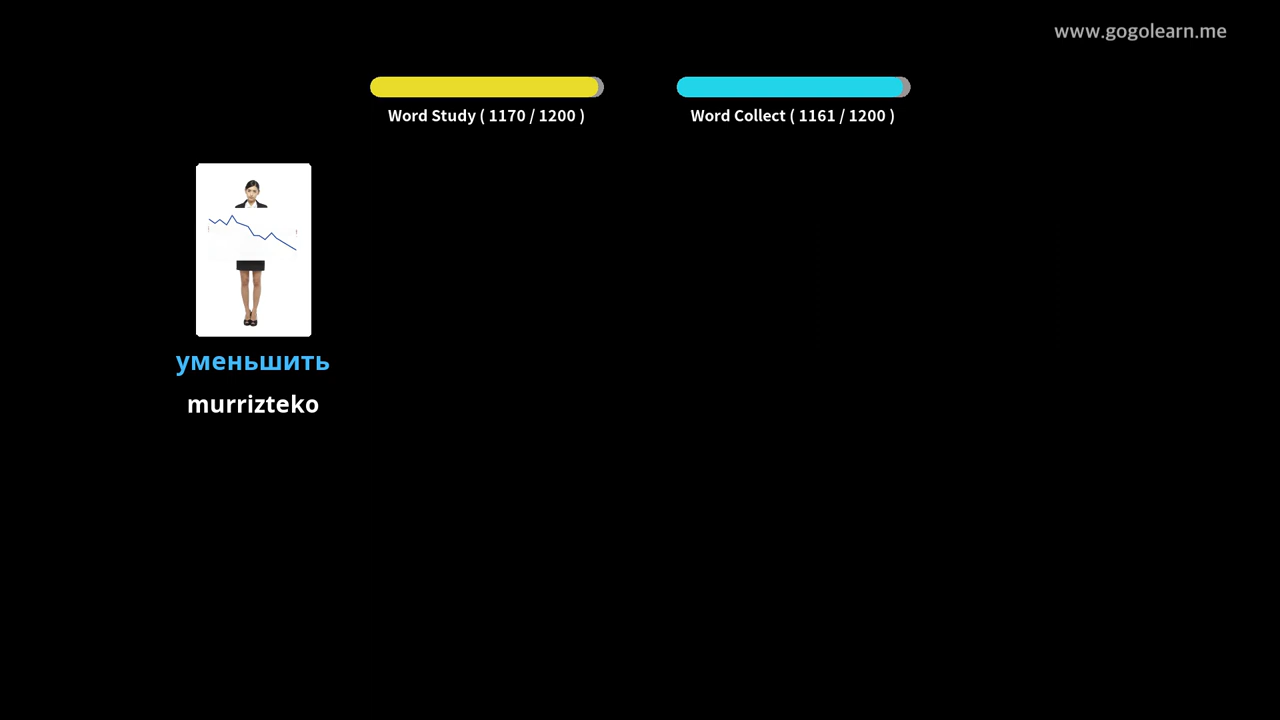 www.gogolearn.me
Word Study ( 1170 / 1200 )
Word Collect ( 1161 / 1200 )
уменьшить
murrizteko